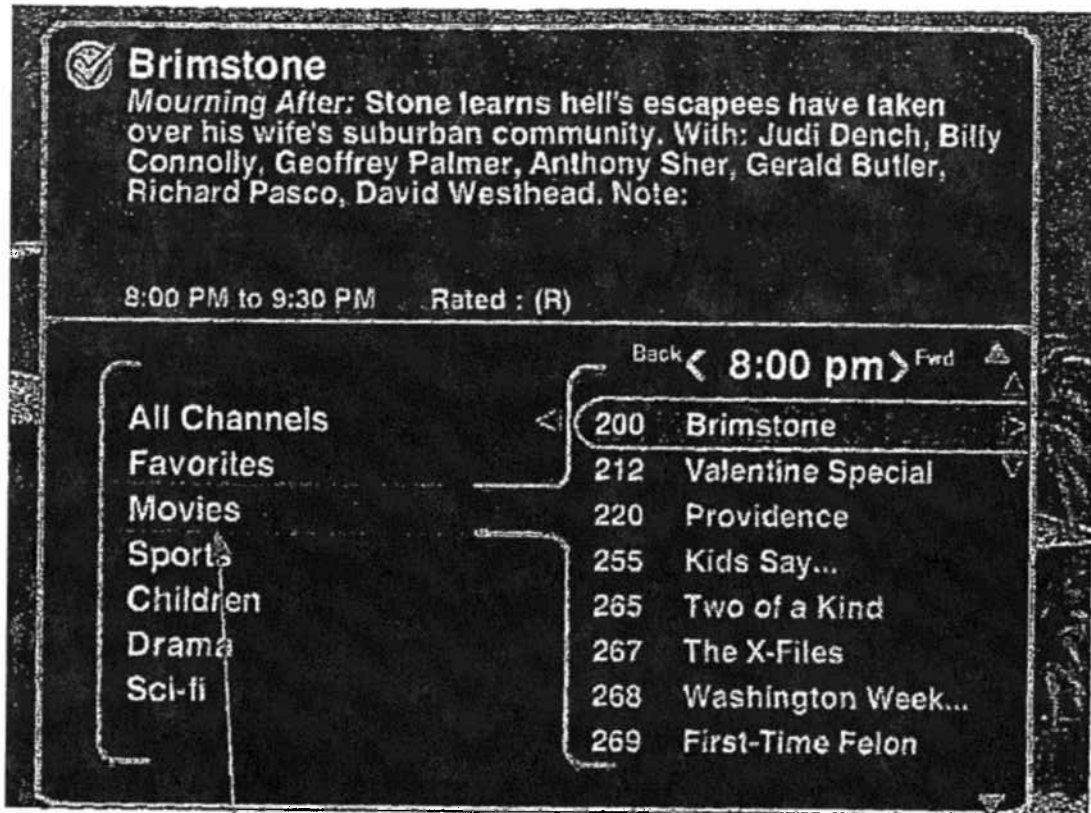 Brimstone
Mourning After: Stone learns hell's escapees have taken
over his wife's suburban community. With: Judi Dench, Billy
Connolly, Geoffrey Palmer, Anthony Sher, Gerald Butler,
Richard Pasco, David Westhead. Note:
8:00 PM to 9:30 PM Rated : (R)
Back < 8:00 pm > Fwd
All Channels
Favorites
Movies
Sports
Children
Drama
Sci-fi
200 Brimstone
212 Valentine Special
220 Providence
255 Kids Say...
265 Two of a Kind
267 The X-Files
268 Washington Week...
269 First-Time Felon